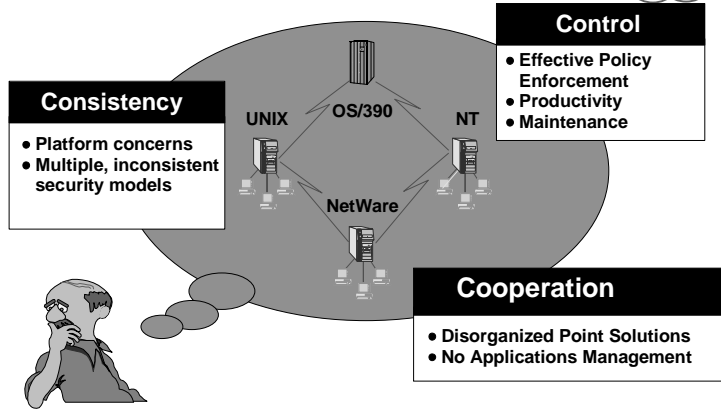 Control
● Effective Policy
Enforcement
● Productivity
● Maintenance
Consistency
● Platform concerns
● Multiple, inconsistent
security models
UNIX
OS/390
NT
NetWare
Cooperation
● Disorganized Point Solutions
● No Applications Management